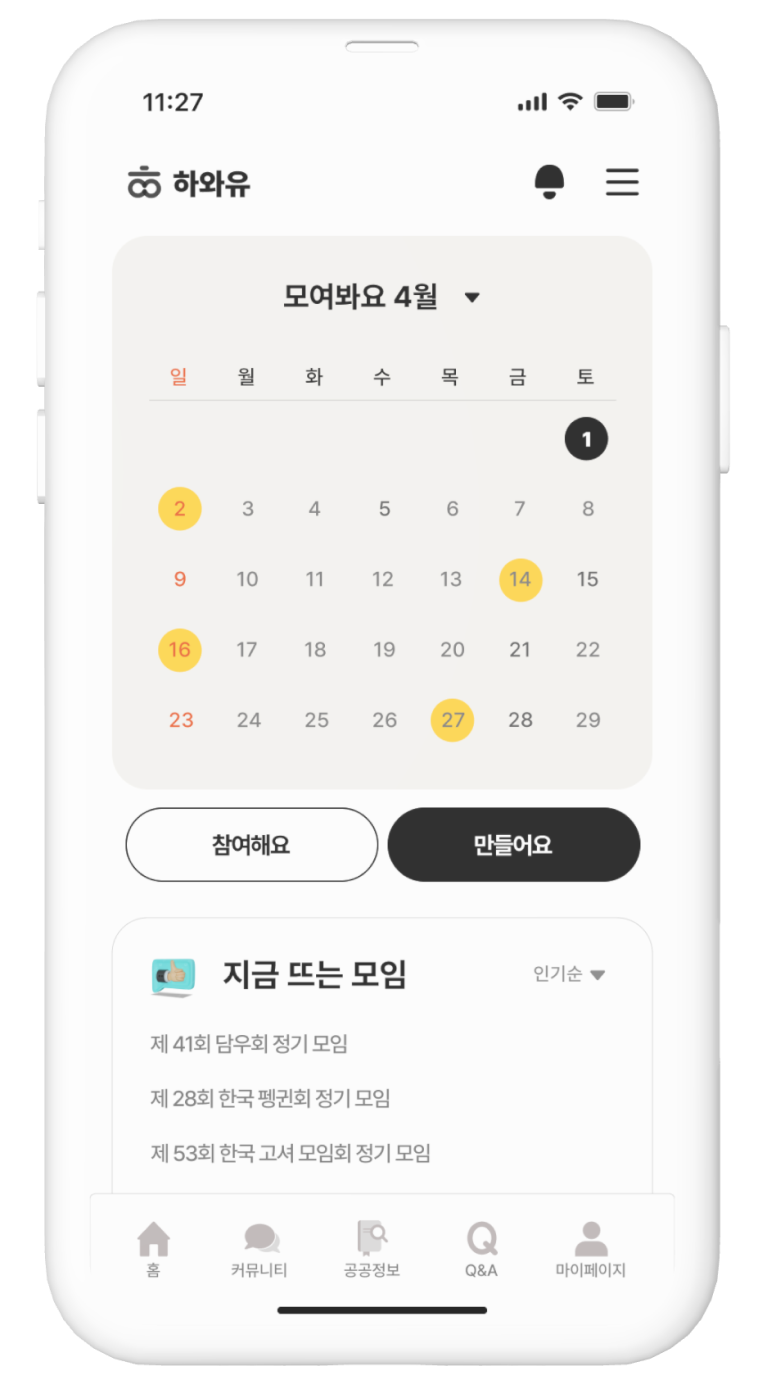 11:27
하와유
모여봐요 4월
일 월 화 수 목 금 토
1
2 3 4 5 6 7 8
9 10 11 12 13 14 15
16 17 18 19 20 21 22
23 24 25 26 27 28 29
참여해요 만들어요
지금 뜨는 모임 인기순
제 41회 담우회 정기 모임
제 28회 한국 펭귄회 정기 모임
제 53회 한국 고셔 모임회 정기 모임
홈 커뮤니티 공공정보 Q&A 마이페이지